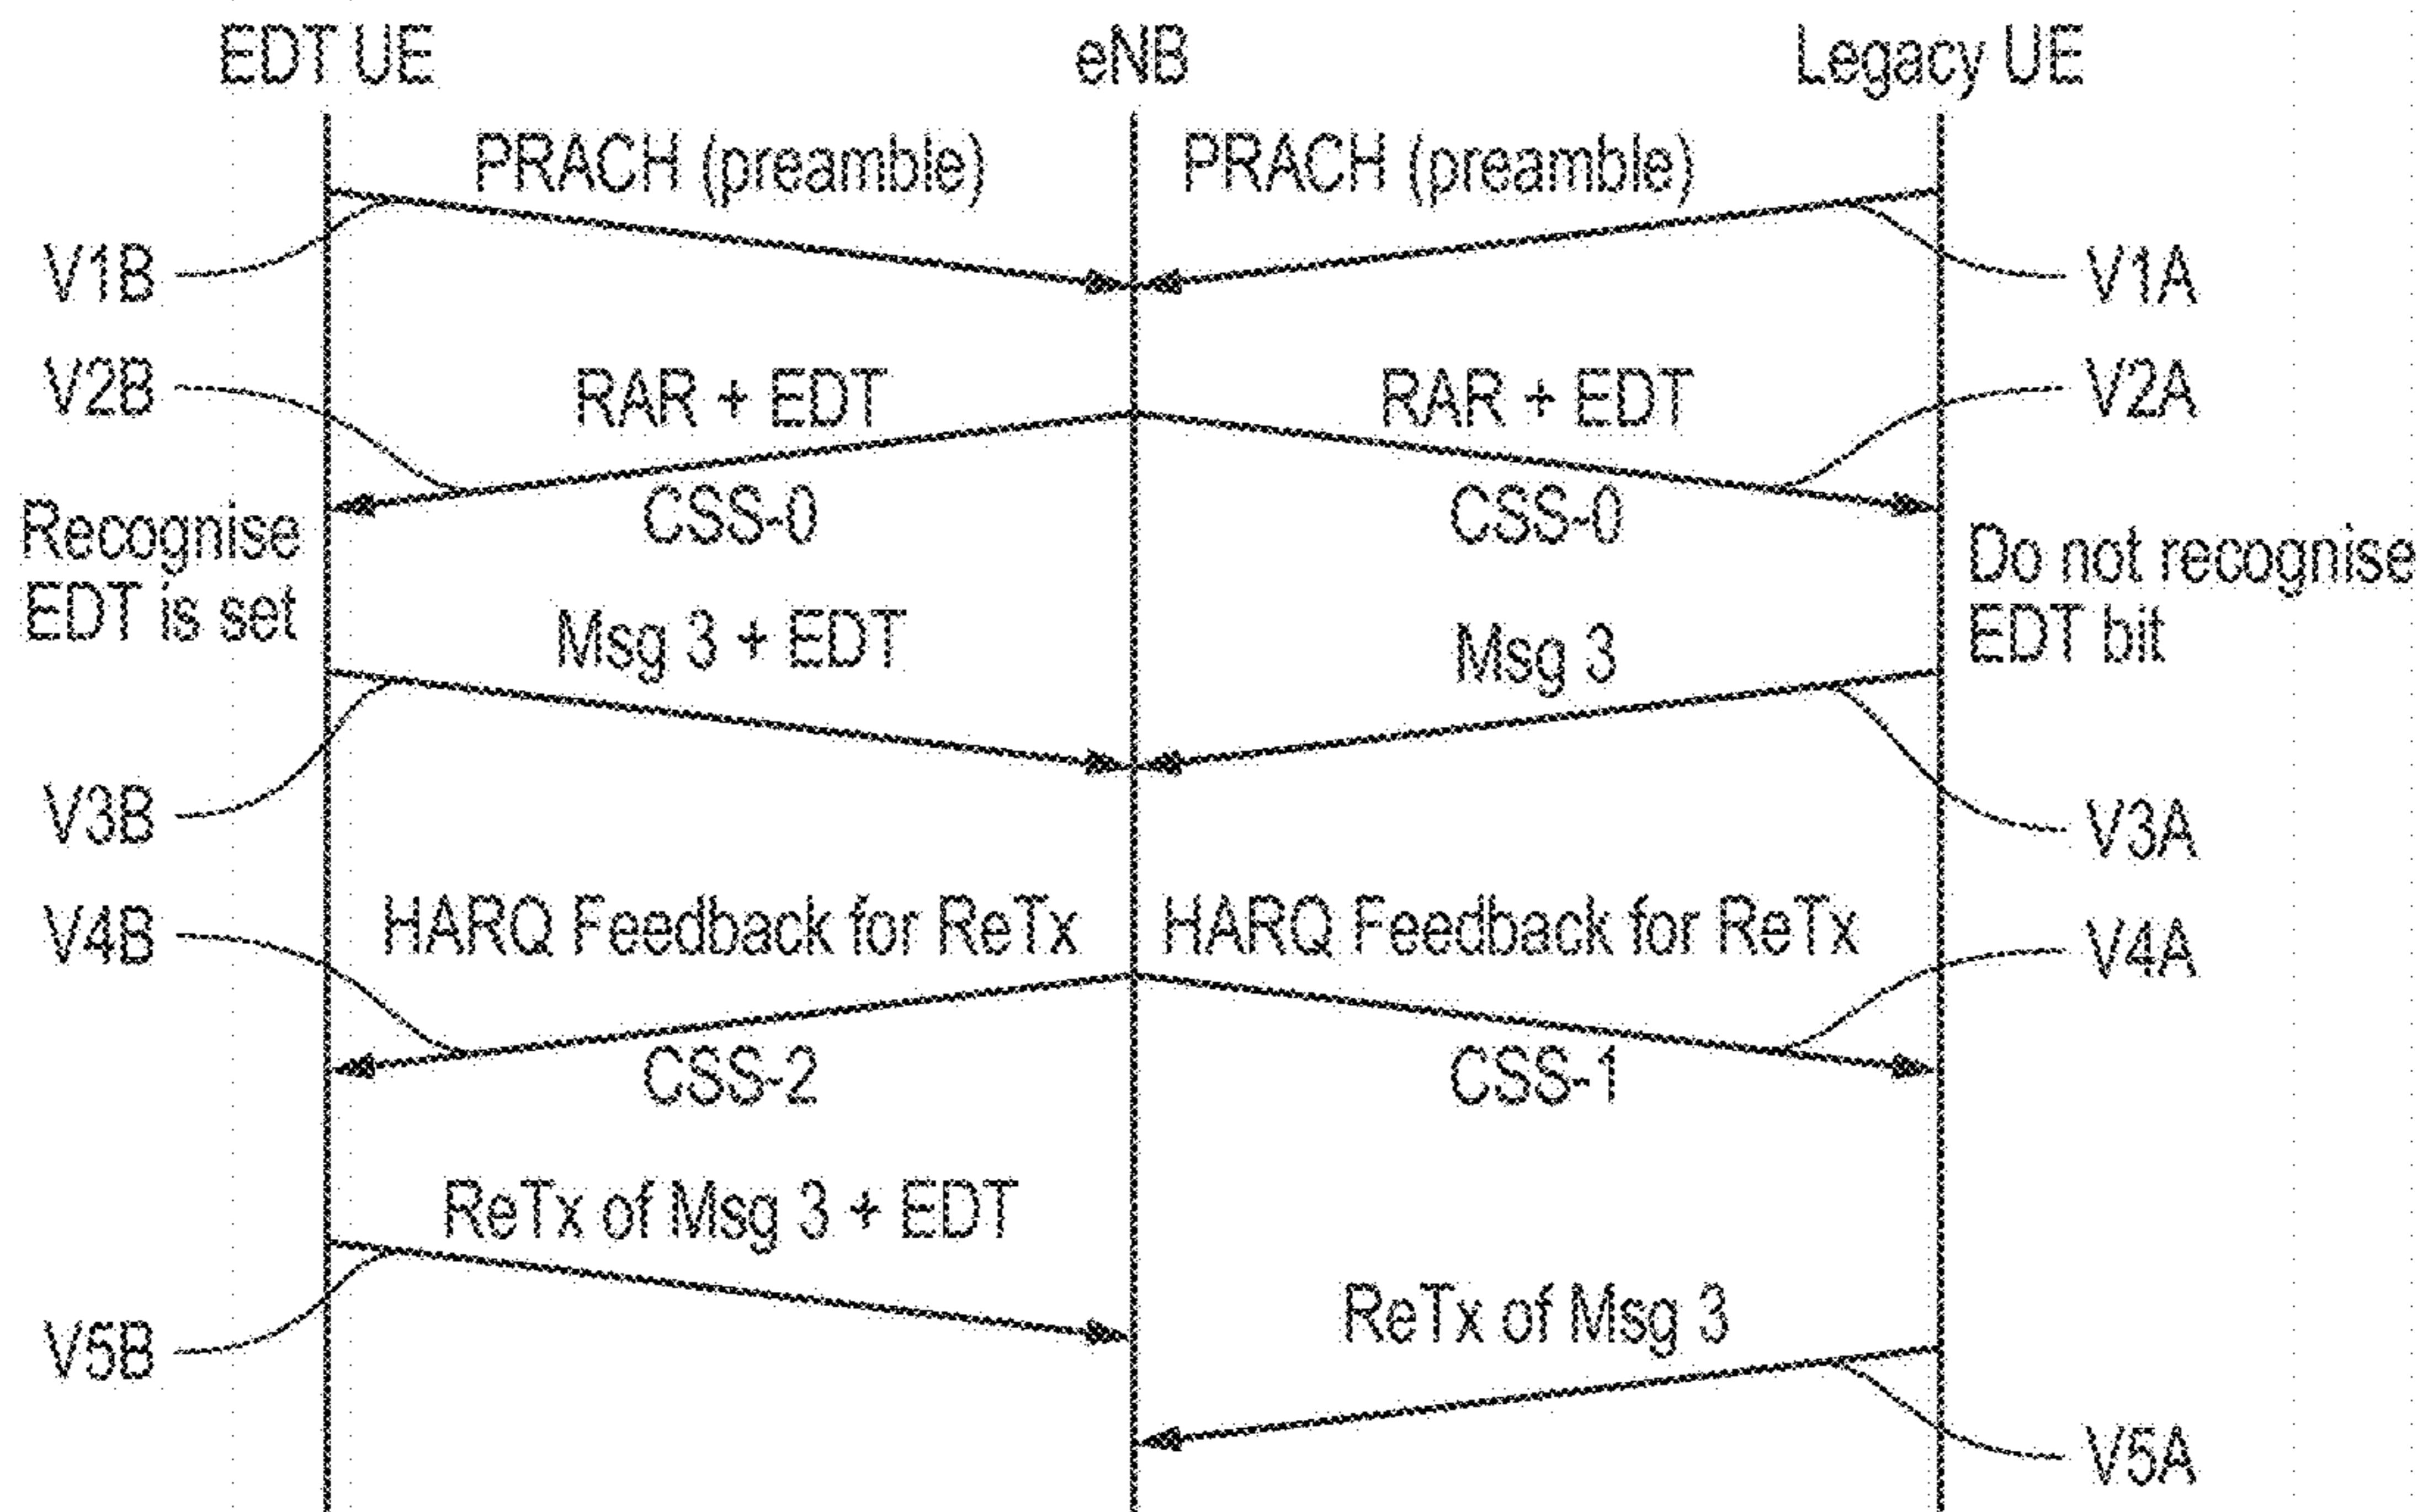 EDT UE
eNB
Legacy UE
PRACH (preamble)
PRACH (preamble)
V1B
V1A
V2B
RAR + EDT
RAR + EDT
V2A
CSS-0
CSS-0
Recognise
EDT is set
Do not recognise
EDT bit
Msg 3 + EDT
Msg 3
V3B
V3A
V4B
HARQ Feedback for ReTx
HARQ Feedback for ReTx
V4A
CSS-2
CSS-1
ReTx of Msg 3 + EDT
ReTx of Msg 3
V5B
V5A